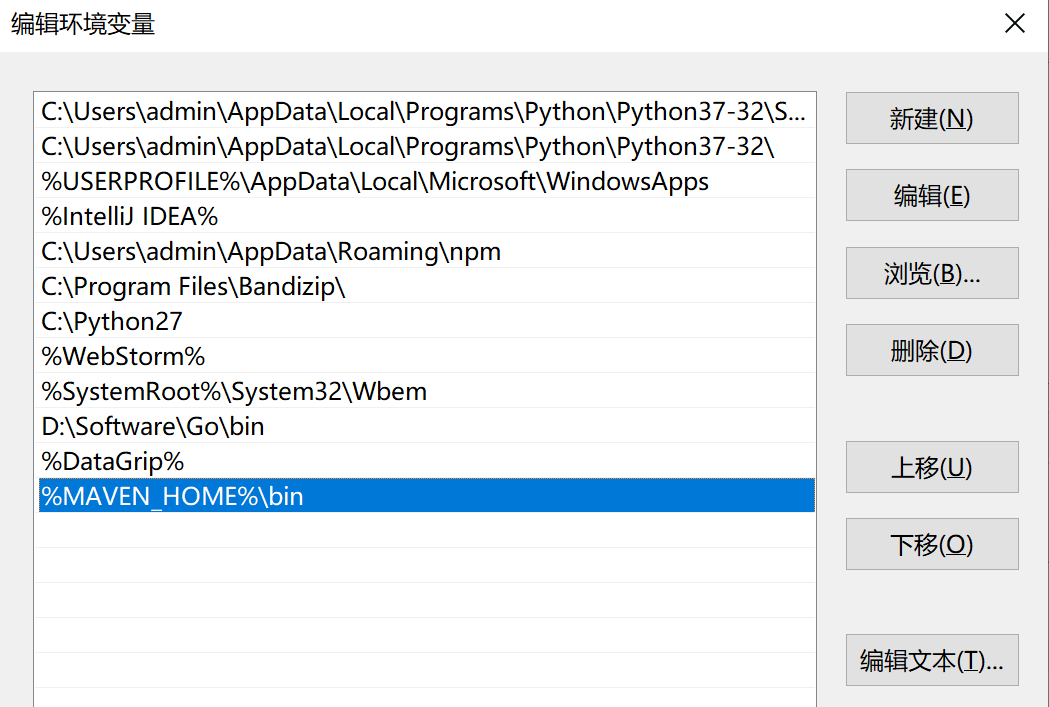 编辑环境变量
C:\Users\admin\AppData\Local\Programs\Python\Python37-32\S...
C:\Users\admin\AppData\Local\Programs\Python\Python37-32\
%USERPROFILE%\AppData\Local\Microsoft\WindowsApps
%IntelliJ IDEA%
C:\Users\admin\AppData\Roaming\npm
C:\Program Files\Bandizip\
C:\Python27
%WebStorm%
%SystemRoot%\System32\Wbem
D:\Software\Go\bin
%DataGrip%
%MAVEN_HOME%\bin
新建(N)
编辑(E)
浏览(B)...
删除(D)
上移(U)
下移(O)
编辑文本(T)...